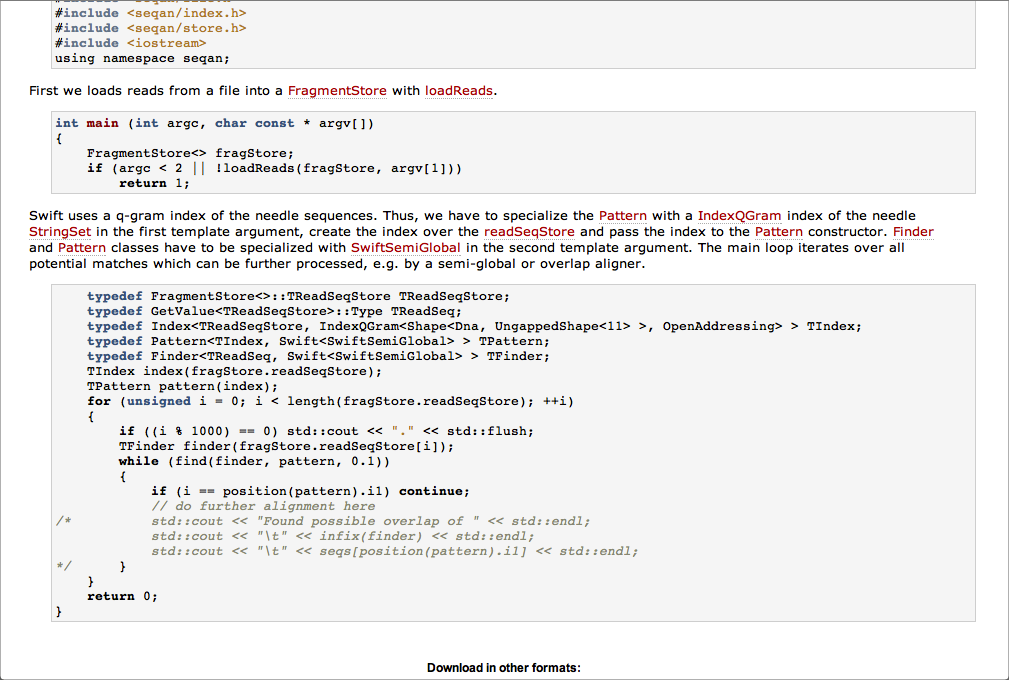 #include <seqan/index.h>
#include <seqan/store.h>
#include <iostream>
using namespace seqan;
First we loads reads from a file into a FragmentStore with loadReads.
int main (int argc, char const * argv[])
{
    FragmentStore<> fragStore;
    if (argc < 2 || !loadReads(fragStore, argv[1]))
        return 1;
Swift uses a q-gram index of the needle sequences. Thus, we have to specialize the Pattern with a IndexQGram index of the needle
StringSet in the first template argument, create the index over the readSeqStore and pass the index to the Pattern constructor. Finder
and Pattern classes have to be specialized with SwiftSemiGlobal in the second template argument. The main loop iterates over all
potential matches which can be further processed, e.g. by a semi-global or overlap aligner.
    typedef FragmentStore<>::TReadSeqStore TReadSeqStore;
    typedef GetValue<TReadSeqStore>::Type TReadSeq;
    typedef Index<TReadSeqStore, IndexQGram<Shape<Dna, UngappedShape<11> >, OpenAddressing> > TIndex;
    typedef Pattern<TIndex, Swift<SwiftSemiGlobal> > TPattern;
    typedef Finder<TReadSeq, Swift<SwiftSemiGlobal> > TFinder;
    TIndex index(fragStore.readSeqStore);
    TPattern pattern(index);
    for (unsigned i = 0; i < length(fragStore.readSeqStore); ++i)
    {
        if ((i % 1000) == 0) std::cout << "." << std::flush;
        TFinder finder(fragStore.readSeqStore[i]);
        while (find(finder, pattern, 0.1))
        {
            if (i == position(pattern).i1) continue;
            // do further alignment here
/*          std::cout << "Found possible overlap of " << std::endl;
            std::cout << "\t" << infix(finder) << std::endl;
            std::cout << "\t" << seqs[position(pattern).i1] << std::endl;
*/      }
    }
    return 0;
}
Download in other formats: